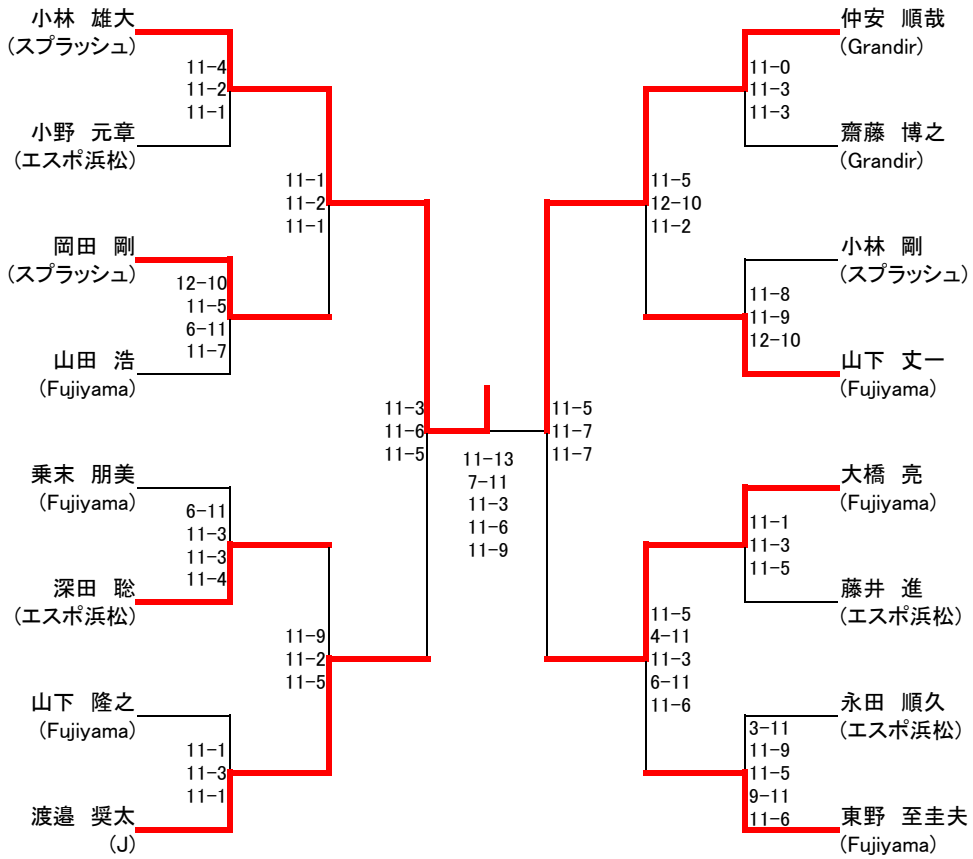 小林 雄大
(スプラッシュ)
11-4
11-2
11-1
小野 元章
(エスポ浜松)
11-1
11-2
11-1
岡田 剛
(スプラッシュ)
12-10
11-5
6-11
11-7
山田 浩
(Fujiyama)
11-3
11-6
11-5
乗末 朋美
(Fujiyama)
6-11
11-3
11-3
11-4
深田 聡
(エスポ浜松)
11-9
11-2
11-5
山下 隆之
(Fujiyama)
11-1
11-3
11-1
渡邉 奨太
(J)
11-13
7-11
11-3
11-6
11-9
仲安 順哉
(Grandir)
11-0
11-3
11-3
齋藤 博之
(Grandir)
11-5
12-10
11-2
小林 剛
(スプラッシュ)
11-8
11-9
12-10
山下 丈一
(Fujiyama)
11-5
11-7
11-7
大橋 亮
(Fujiyama)
11-1
11-3
11-5
藤井 進
(エスポ浜松)
11-5
4-11
11-3
6-11
11-6
永田 順久
(エスポ浜松)
3-11
11-9
11-5
9-11
11-6
東野 至圭夫
(Fujiyama)